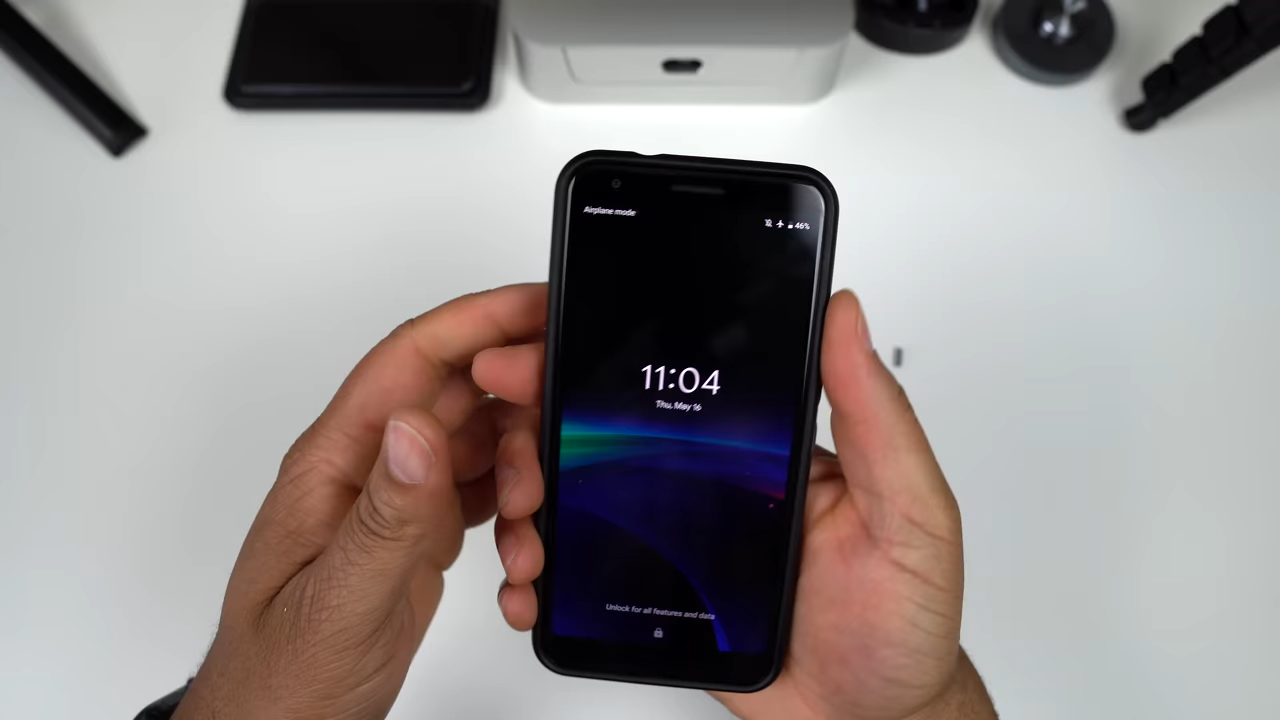 Airplane mode
46%
11:04
Thu, May 16
Unlock for all features and data